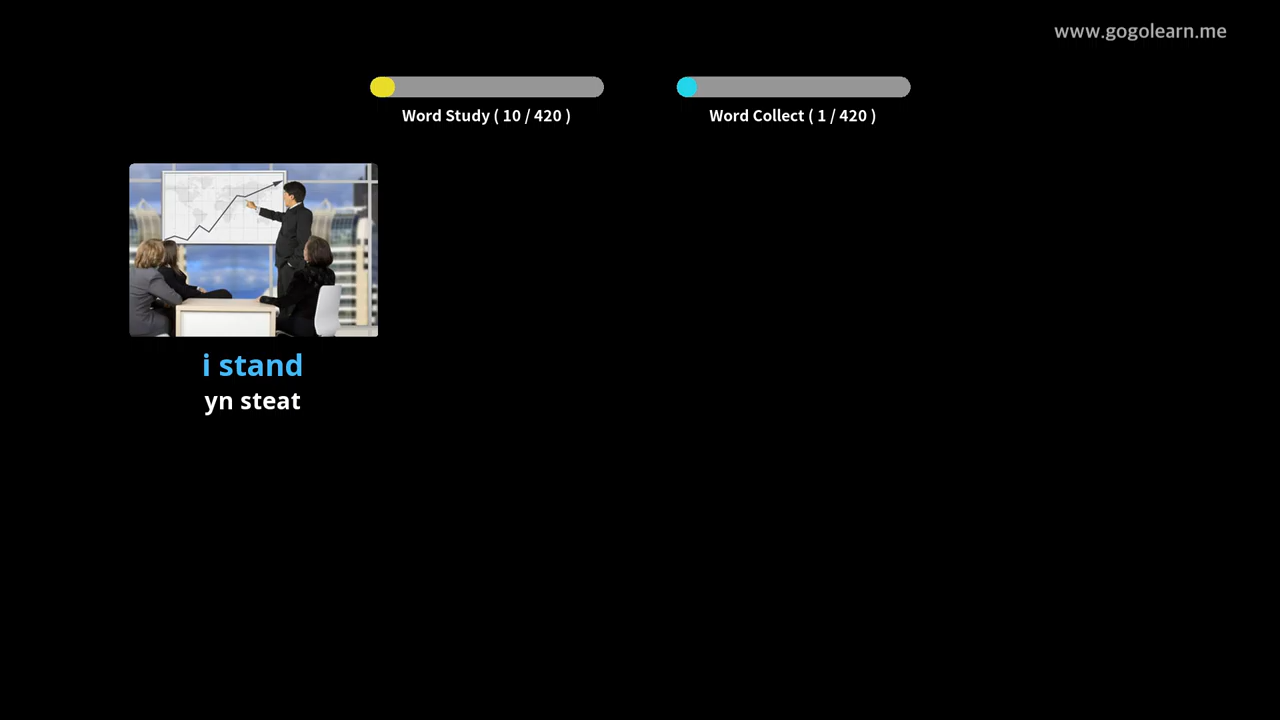 www.gogolearn.me
Word Study ( 10 / 420 )
Word Collect ( 1 / 420 )
i stand
yn steat